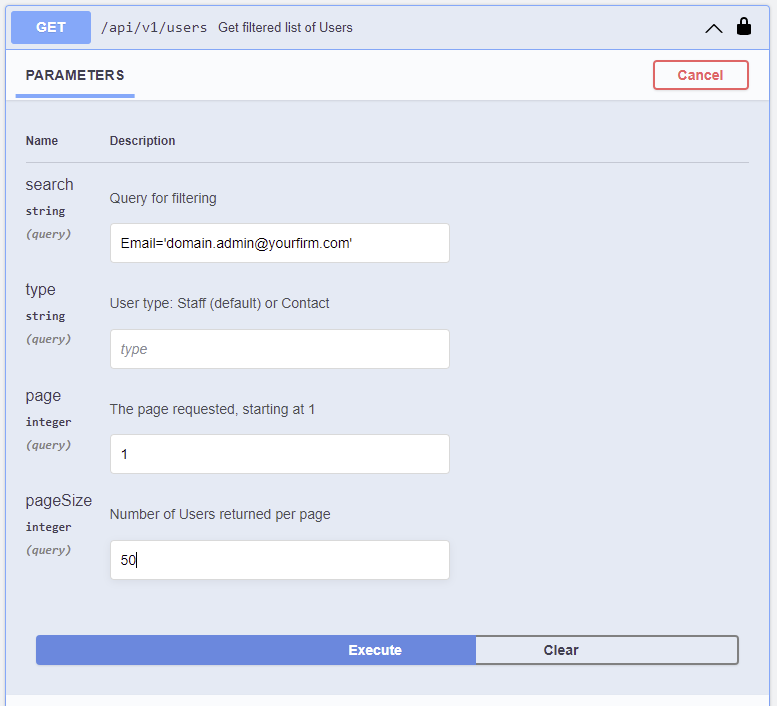 GET /api/v1/users Get filtered list of Users
PARAMETERS Cancel
Name Description
search
string
(query)
Query for filtering
Email='domain.admin@yourfirm.com'
type
string
(query)
User type: Staff (default) or Contact
type
page
integer
(query)
The page requested, starting at 1
1
pageSize
integer
(query)
Number of Users returned per page
50
Execute Clear